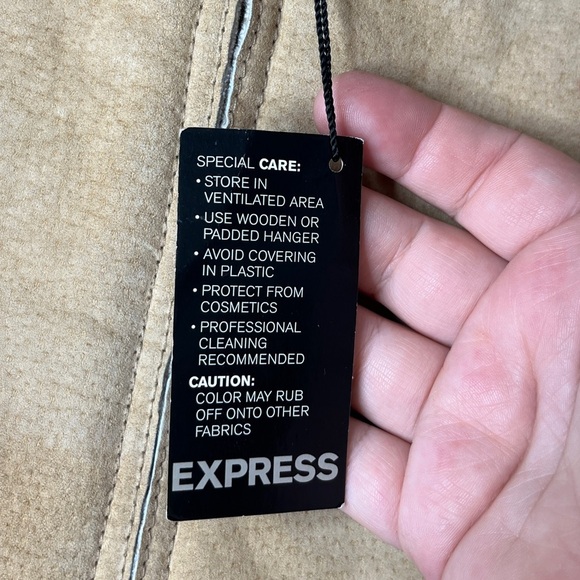 SPECIAL CARE:
• STORE IN
VENTILATED AREA
• USE WOODEN OR
PADDED HANGER
• AVOID COVERING
IN PLASTIC
• PROTECT FROM
COSMETICS
• PROFESSIONAL
CLEANING
RECOMMENDED
CAUTION:
COLOR MAY RUB
OFF ONTO OTHER
FABRICS
EXPRESS